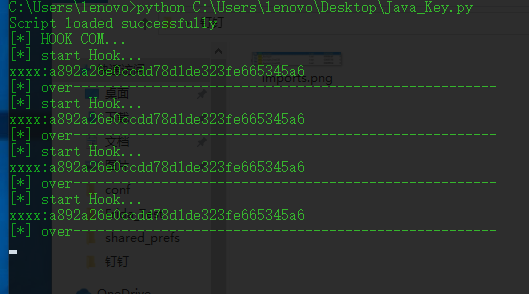 C:\Users\lenovo>python C:\Users\lenovo\Desktop\Java_Key.py
Script loaded successfully
[*] HOOK COM...
[*] start Hook...
xxxx:a892a26e0ccdd78d1de323fe665345a6
[*] over-----------------------------------------------------
[*] start Hook...
xxxx:a892a26e0ccdd78d1de323fe665345a6
[*] over-----------------------------------------------------
[*] start Hook...
xxxx:a892a26e0ccdd78d1de323fe665345a6
[*] over-----------------------------------------------------
[*] start Hook...
xxxx:a892a26e0ccdd78d1de323fe665345a6
[*] over-----------------------------------------------------
imports.png
桌面
文档
conf
shared_prefs
钉钉
OneDrive